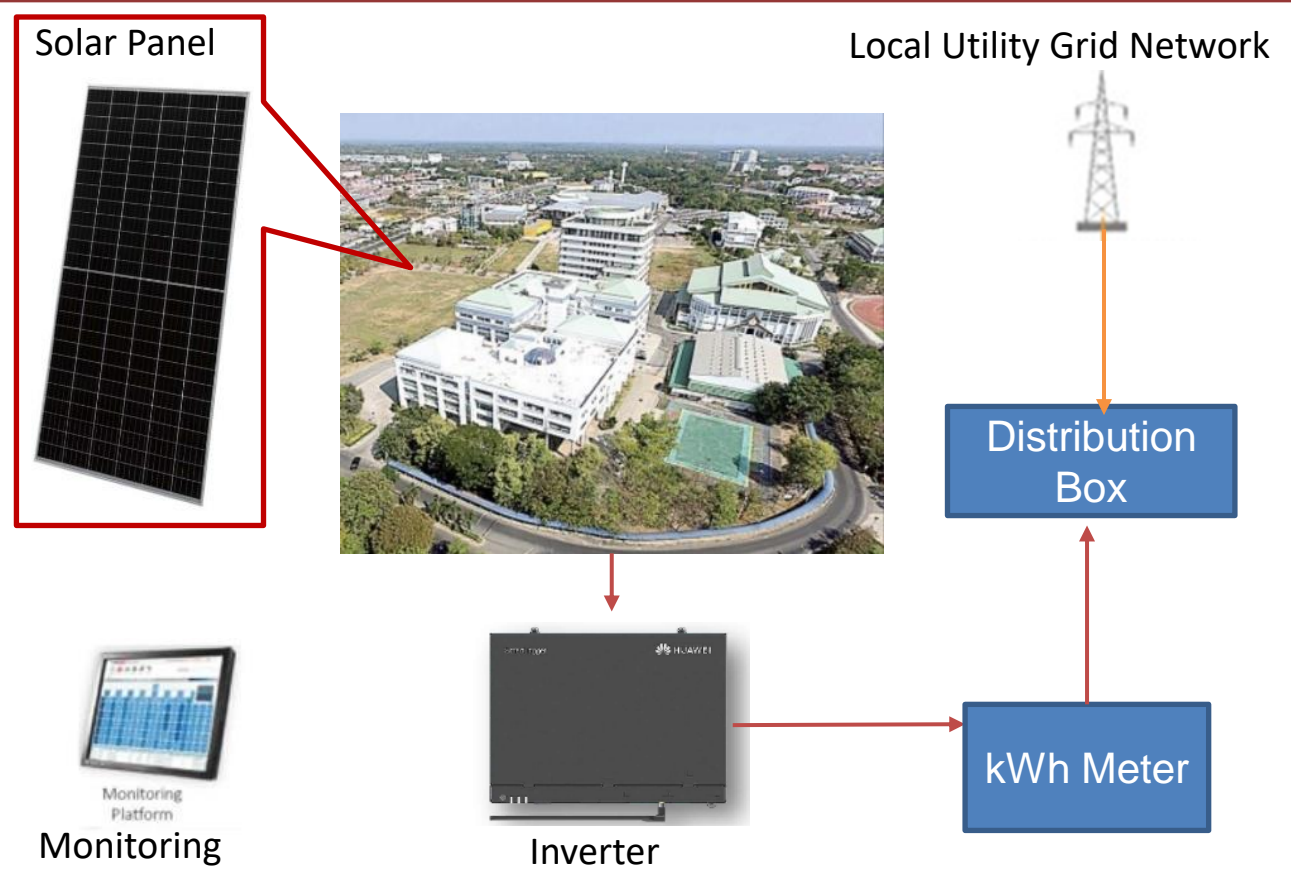 Solar Panel
Local Utility Grid Network
Distribution
Box
HUAWEI
kWh Meter
Monitoring
Platform
Monitoring
Inverter